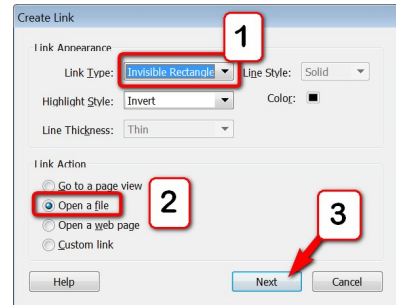 Create Link
1
Link Appearance
Link Type: Invisible Rectangle Line Style: Solid
Highlight Style: Invert Color:
Line Thickness: Thin
Link Action
Go to a page view
2
Open a file
Open a web page
3
Custom link
Help Next Cancel